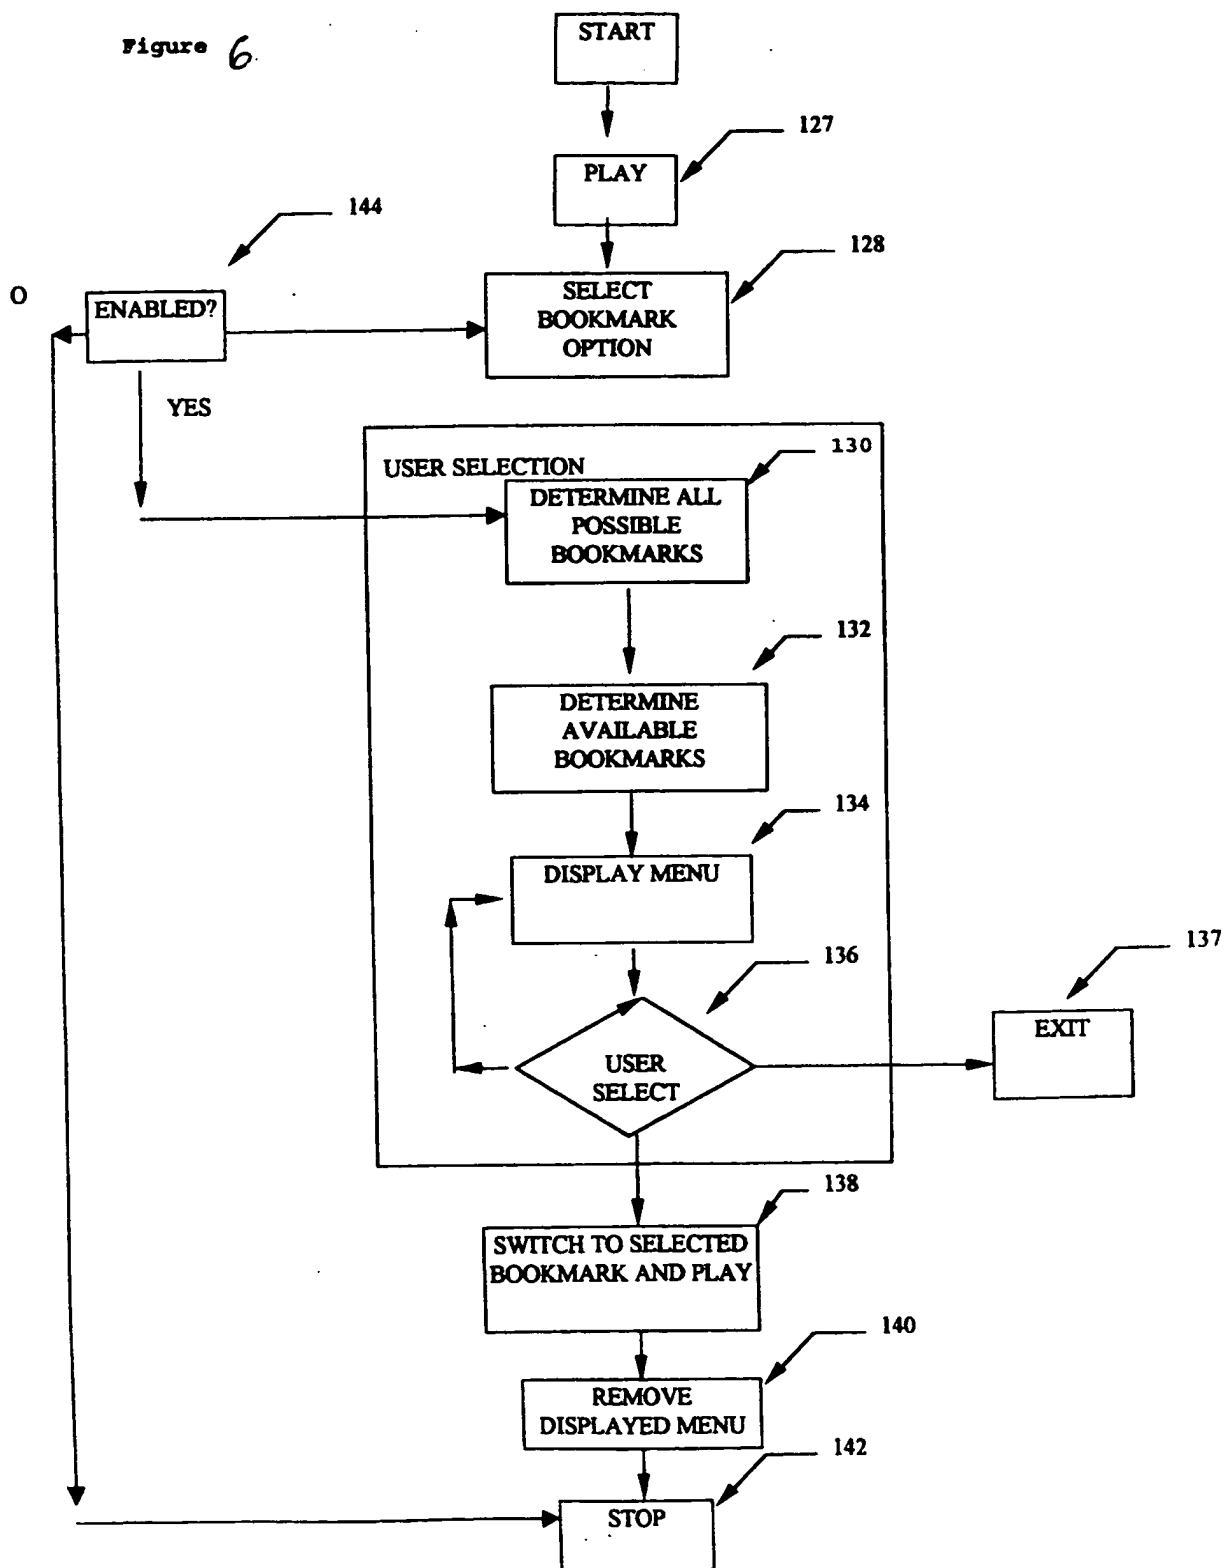 Figure 6
START
127
PLAY
144
128
O
ENABLED?
SELECT
BOOKMARK
OPTION
YES
130
USER SELECTION
DETERMINE ALL
POSSIBLE
BOOKMARKS
132
DETERMINE
AVAILABLE
BOOKMARKS
134
DISPLAY MENU
136
137
EXIT
USER
SELECT
138
SWITCH TO SELECTED
BOOKMARK AND PLAY
140
REMOVE
DISPLAYED MENU
142
STOP